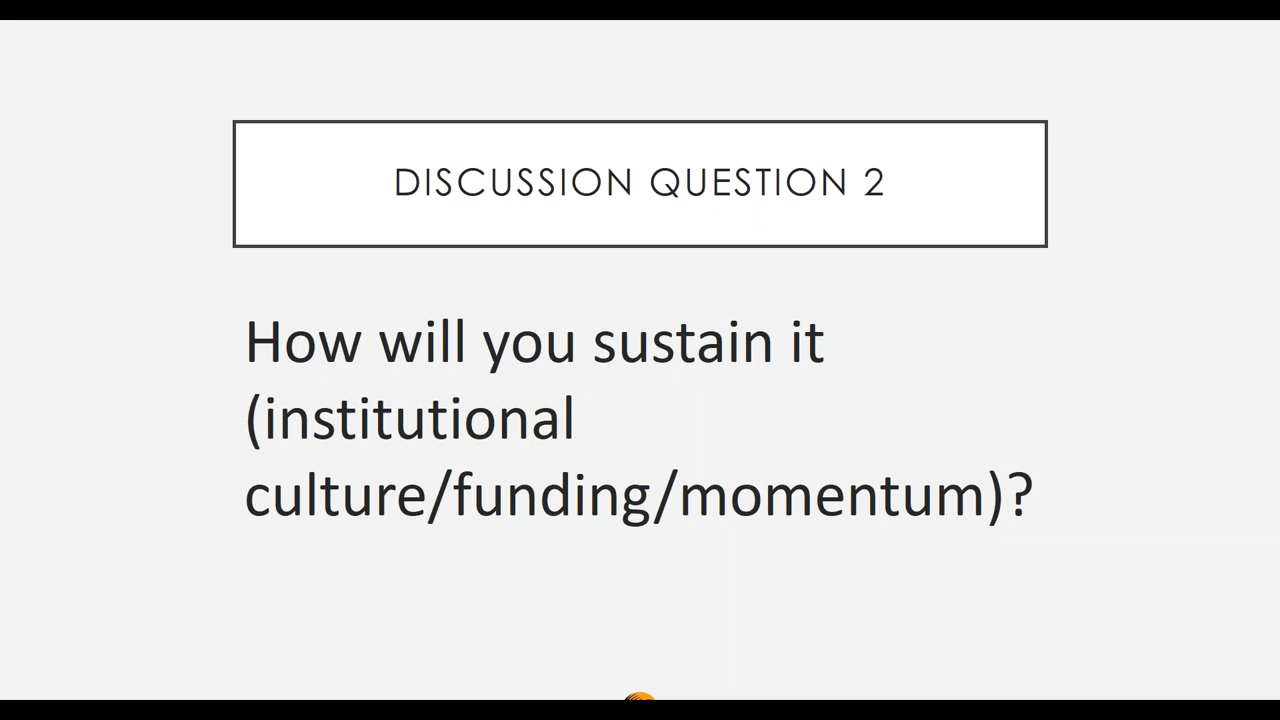 DISCUSSION QUESTION 2
How will you sustain it
(institutional
culture/funding/momentum)?